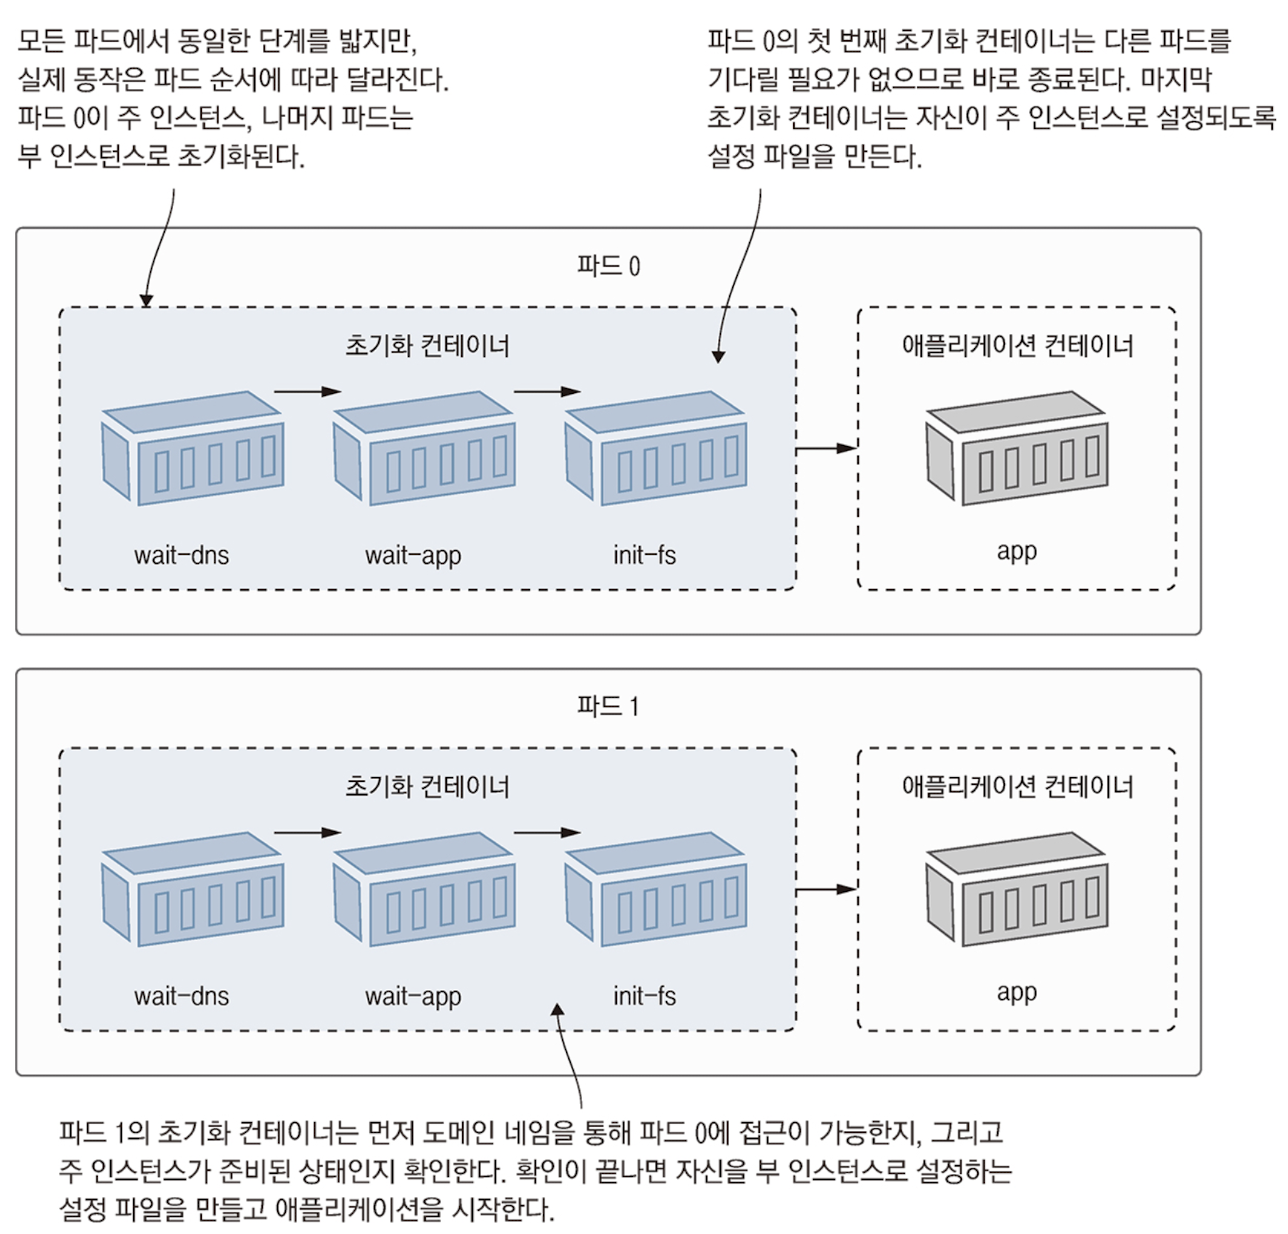 모든 파드에서 동일한 단계를 밟지만,
실제 동작은 파드 순서에 따라 달라진다.
파드 0이 주 인스턴스, 나머지 파드는
부 인스턴스로 초기화된다.
파드 0의 첫 번째 초기화 컨테이너는 다른 파드를
기다릴 필요가 없으므로 바로 종료된다. 마지막
초기화 컨테이너는 자신이 주 인스턴스로 설정되도록
설정 파일을 만든다.
파드 0
초기화 컨테이너
애플리케이션 컨테이너
wait-dns
wait-app
init-fs
app
파드 1
초기화 컨테이너
애플리케이션 컨테이너
wait-dns
wait-app
init-fs
app
파드 1의 초기화 컨테이너는 먼저 도메인 네임을 통해 파드 0에 접근이 가능한지, 그리고
주 인스턴스가 준비된 상태인지 확인한다. 확인이 끝나면 자신을 부 인스턴스로 설정하는
설정 파일을 만들고 애플리케이션을 시작한다.